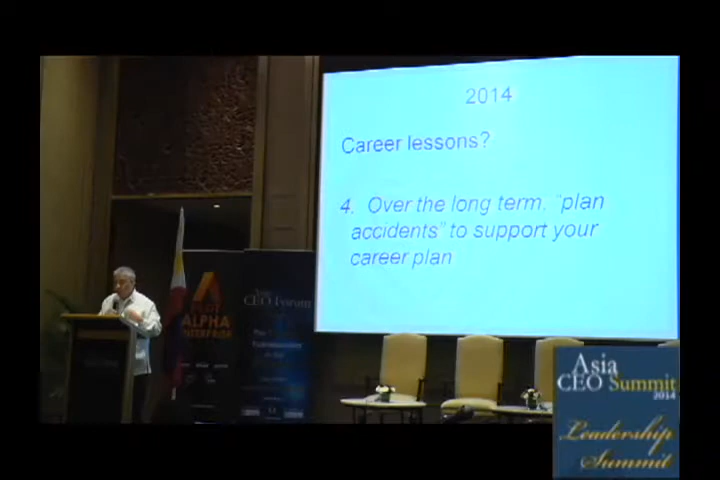 2014
Career lessons?
4. Over the long term, "plan
accidents" to support your
career plan
Asia
CEO Forum
ALPHA
ENTERPRISE
Asia
CEO Summit
2014
Leadership
Summit